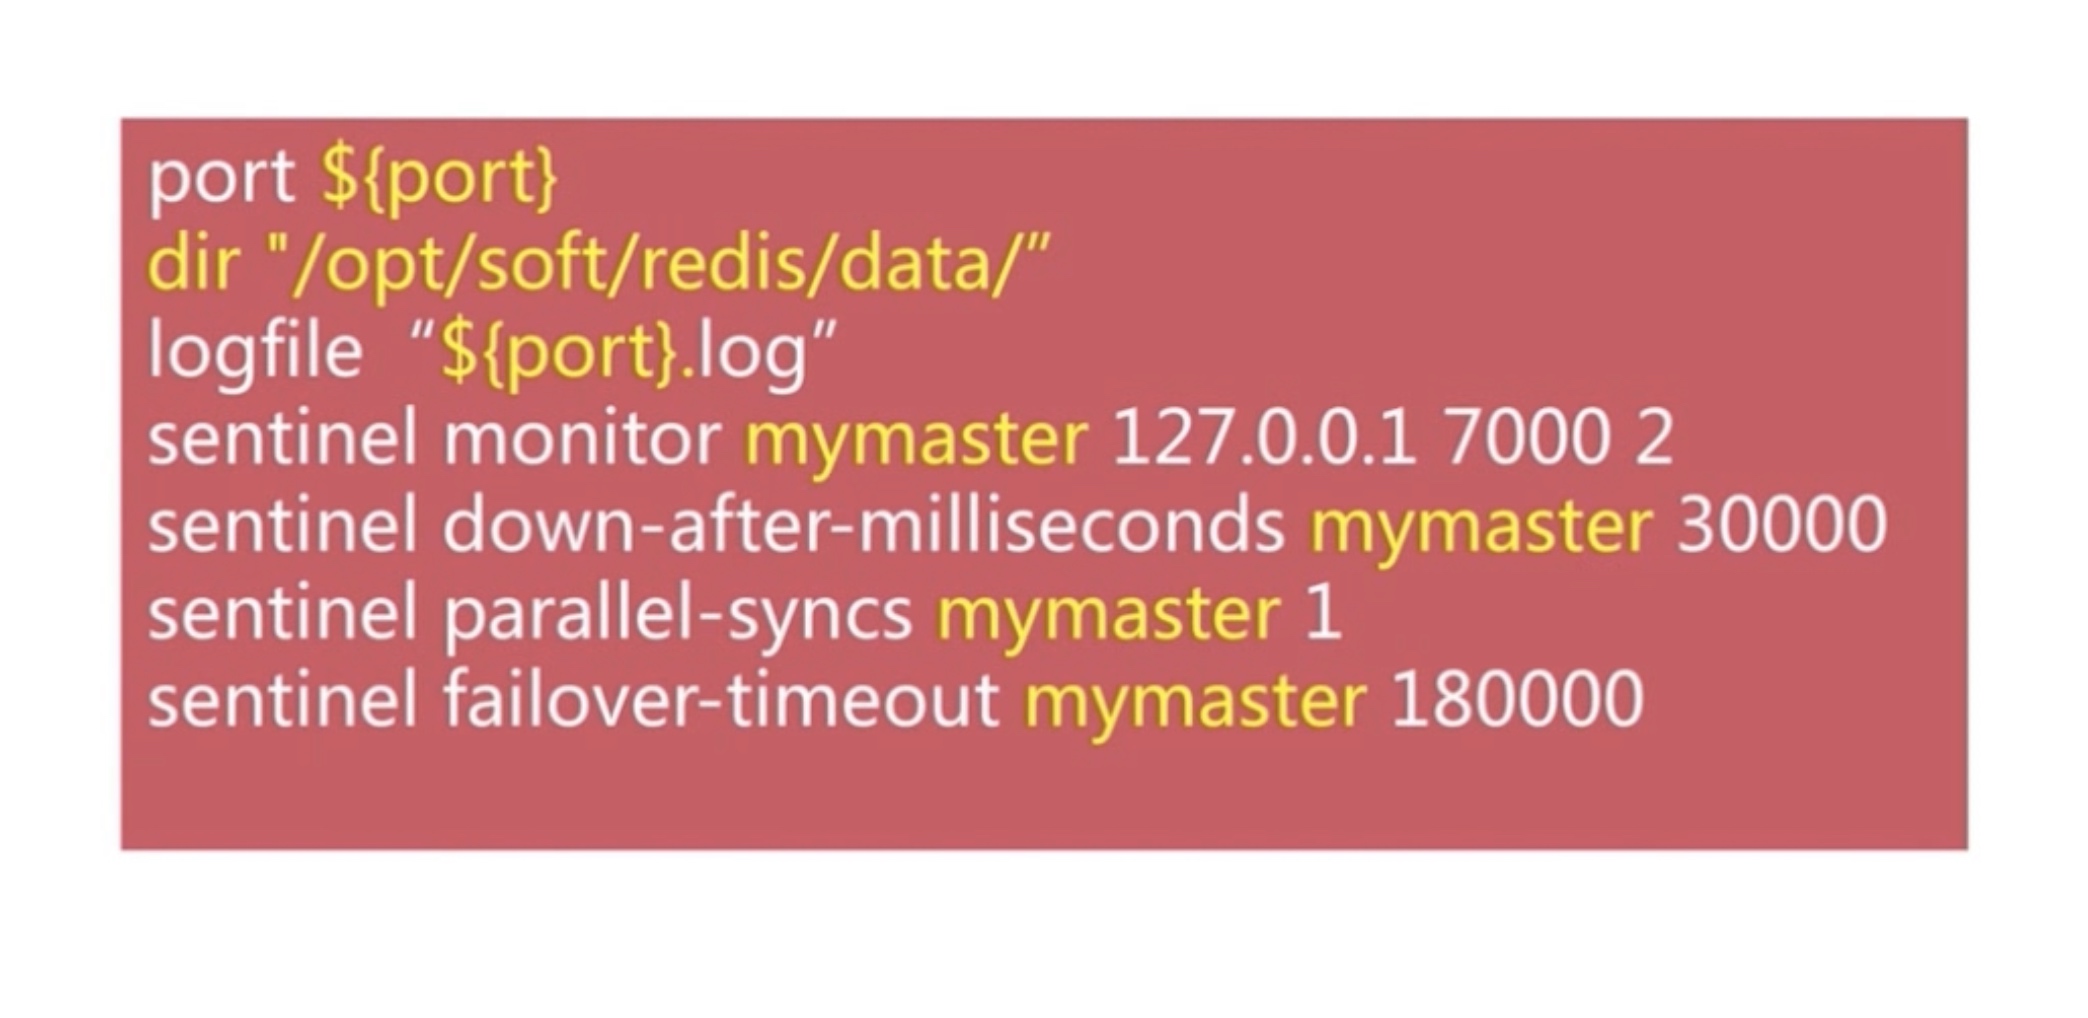 port ${port}
dir "/opt/soft/redis/data/”
logfile  “${port}.log”
sentinel monitor mymaster 127.0.0.1 7000 2
sentinel down-after-milliseconds mymaster 30000
sentinel parallel-syncs mymaster 1
sentinel failover-timeout mymaster 180000